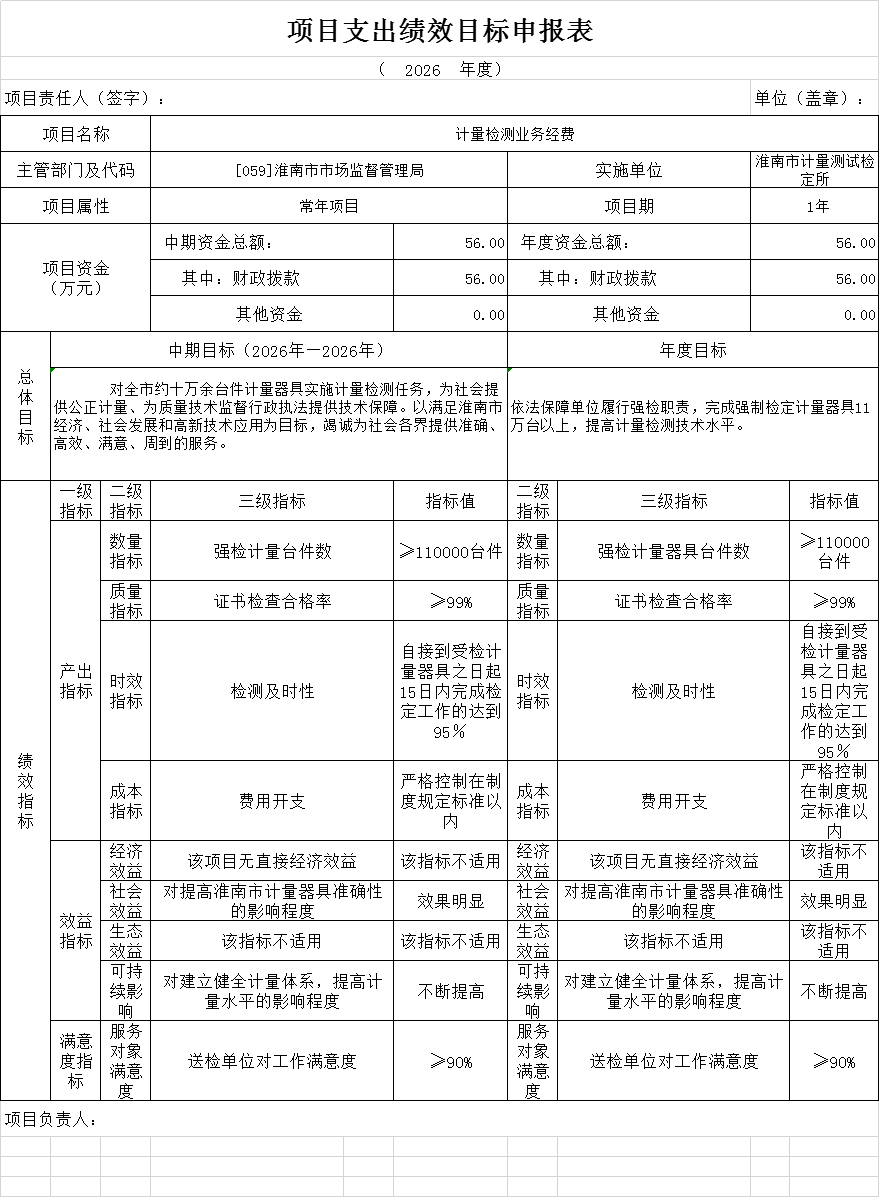 项目支出绩效目标申报表
（ 2026 年度）
项目责任人（签字）： 单位（盖章）：
项目名称 计量检测业务经费
主管部门及代码 [059]淮南市市场监督管理局 实施单位 淮南市计量测试检
定所
项目属性 常年项目 项目期 1年
项目资金
（万元）
中期资金总额： 56.00 年度资金总额： 56.00
其中：财政拨款 56.00 其中：财政拨款 56.00
其他资金 0.00 其他资金 0.00
总
体
目
标
中期目标（2026年—2026年） 年度目标
对全市约十万余台件计量器具实施计量检测任务，为社会提
供公正计量、为质量技术监督行政执法提供技术保障。以满足淮南市
经济、社会发展和高新技术应用为目标，竭诚为社会各界提供准确、
高效、满意、周到的服务。
依法保障单位履行强检职责，完成强制检定计量器具11
万台以上，提高计量检测技术水平。
绩
效
指
标
一级
指标
二级
指标
三级指标 指标值
二级
指标
三级指标 指标值
产出
指标
数量
指标
强检计量台件数 ≥110000台件
数量
指标
强检计量器具台件数
≥110000
台件
质量
指标
证书检查合格率 ≥99%
质量
指标
证书检查合格率 ≥99%
时效
指标
检测及时性
自接到受检计
量器具之日起
15日内完成检
定工作的达到
95％
时效
指标
检测及时性
自接到受
检计量器
具之日起
15日内完
成检定工
作的达到
95％
成本
指标
费用开支
严格控制在制
度规定标准以
内
成本
指标
费用开支
严格控制
在制度规
定标准以
内
效益
指标
经济
效益
该项目无直接经济效益 该指标不适用
经济
效益
该项目无直接经济效益
该指标不
适用
社会
效益
对提高淮南市计量器具准确性
的影响程度
效果明显
社会
效益
对提高淮南市计量器具准确性
的影响程度
效果明显
生态
效益
该指标不适用 该指标不适用
生态
效益
该指标不适用
该指标不
适用
可持
续影
响
对建立健全计量体系，提高计
量水平的影响程度
不断提高
可持
续影
响
对建立健全计量体系，提高计
量水平的影响程度
不断提高
满意
度指
标
服务
对象
满意
度
送检单位对工作满意度 ≥90%
服务
对象
满意
度
送检单位对工作满意度 ≥90%
项目负责人：